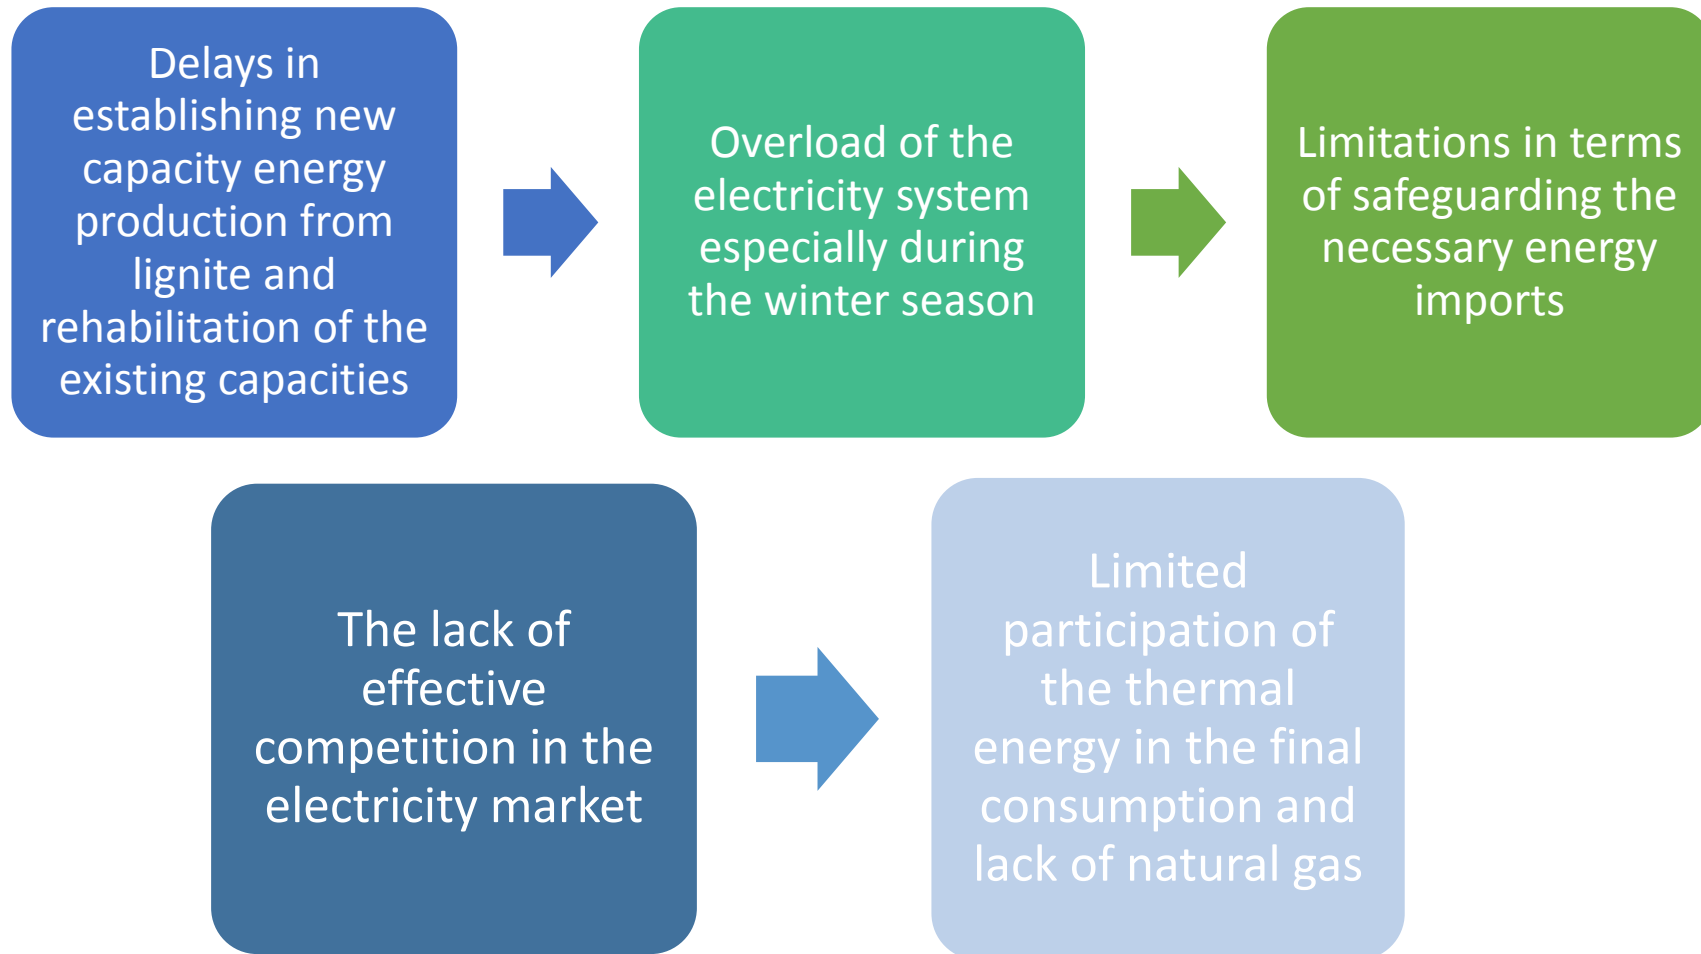 Delays in
establishing new
capacity energy
production from
lignite and
rehabilitation of the
existing capacities
Overload of the
electricity system
especially during
the winter season
Limitations in terms
of safeguarding the
necessary energy
imports
The lack of
effective
competition in the
electricity market
Limited
participation of
the thermal
energy in the final
consumption and
lack of natural gas